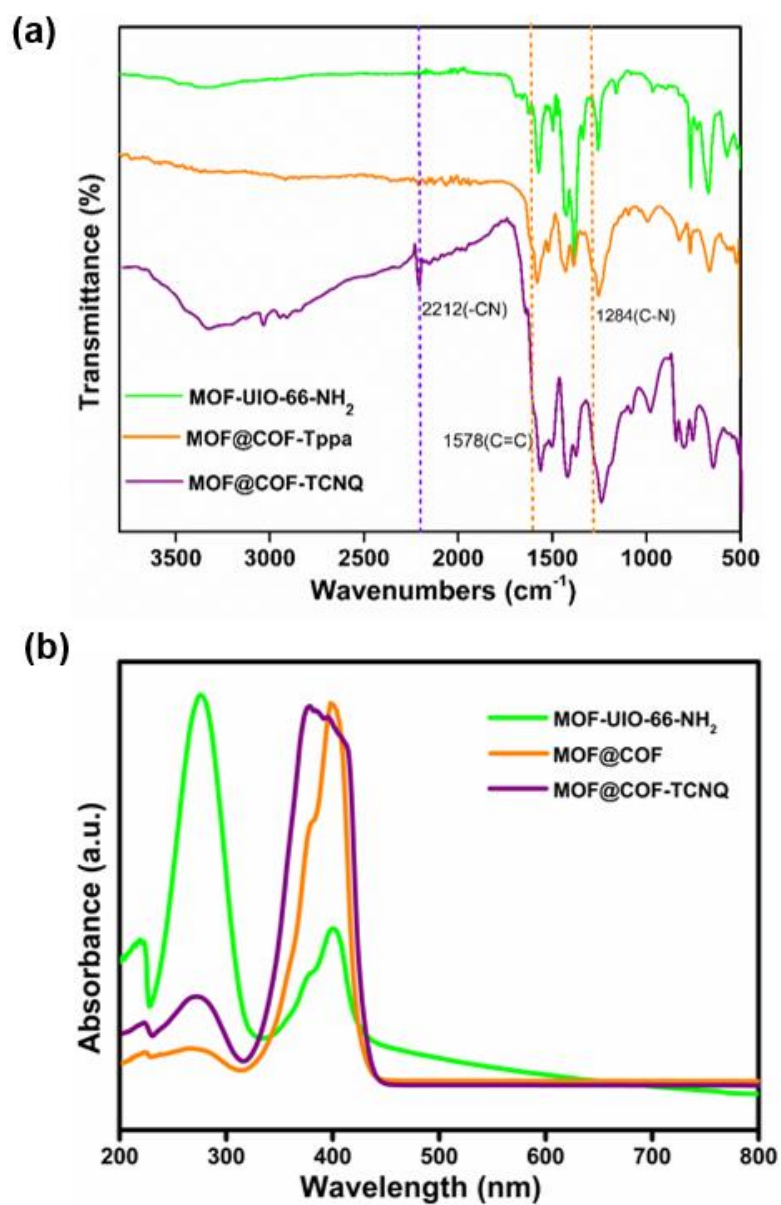 (a)
Transmittance (%)
2212(-CN)
1284(C-N)
MOF-UIO-66-NH2
MOF@COF-Tppa
1578(C=C)
MOF@COF-TCNQ
3500 3000 2500 2000 1500 1000 500
Wavenumbers (cm-1)
(b)
Absorbance (a.u.)
MOF-UIO-66-NH2
MOF@COF
MOF@COF-TCNQ
200 300 400 500 600 700 800
Wavelength (nm)